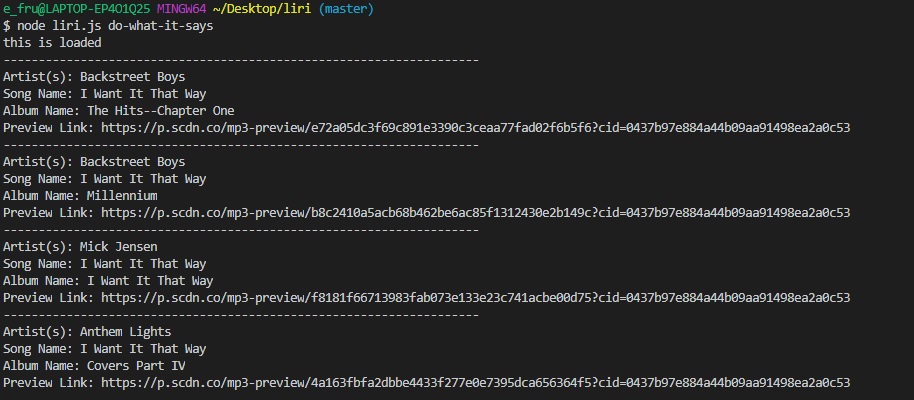 e_fru@LAPTOP-EP4O1Q25 MINGW64 ~/Desktop/liri (master)
$ node liri.js do-what-it-says
this is loaded
--------------------------------------------------------------------
Artist(s): Backstreet Boys
Song Name: I Want It That Way
Album Name: The Hits--Chapter One
Preview Link: https://p.scdn.co/mp3-preview/e72a05dc3f69c891e3390c3ceaa77fad02f6b5f6?cid=0437b97e884a44b09aa91498ea2a0c53
--------------------------------------------------------------------
Artist(s): Backstreet Boys
Song Name: I Want It That Way
Album Name: Millennium
Preview Link: https://p.scdn.co/mp3-preview/b8c2410a5acb68b462be6ac85f1312430e2b149c?cid=0437b97e884a44b09aa91498ea2a0c53
--------------------------------------------------------------------
Artist(s): Mick Jensen
Song Name: I Want It That Way
Album Name: I Want It That Way
Preview Link: https://p.scdn.co/mp3-preview/f8181f66713983fab073e133e23c741acbe00d75?cid=0437b97e884a44b09aa91498ea2a0c53
--------------------------------------------------------------------
Artist(s): Anthem Lights
Song Name: I Want It That Way
Album Name: Covers Part IV
Preview Link: https://p.scdn.co/mp3-preview/4a163fbfa2dbbe4433f277e0e7395dca656364f5?cid=0437b97e884a44b09aa91498ea2a0c53